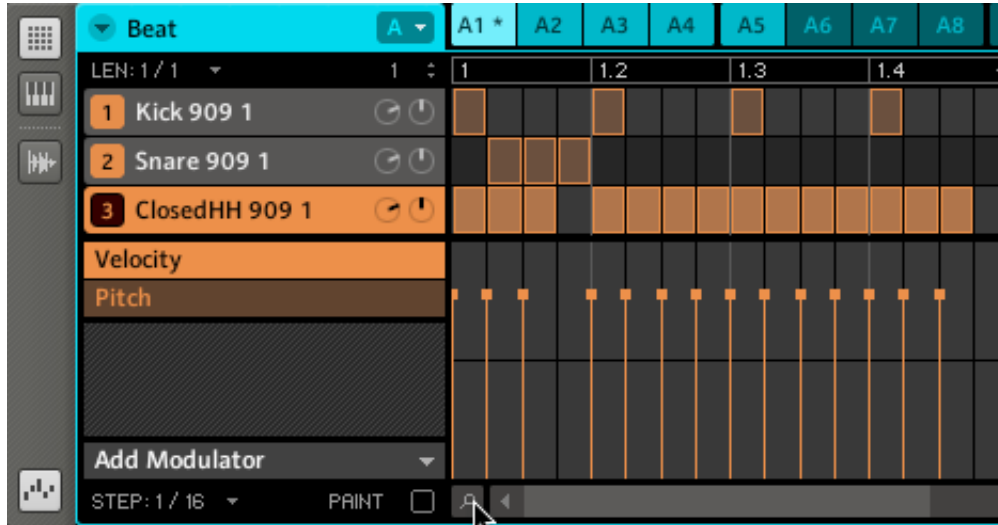 Beat A A1 * A2 A3 A4 A5 A6 A7 A8
LEN: 1 / 1 1 1 1.2 1.3 1.4
1 Kick 909 1
2 Snare 909 1
3 ClosedHH 909 1
Velocity
Pitch
Add Modulator
STEP: 1 / 16 PAINT